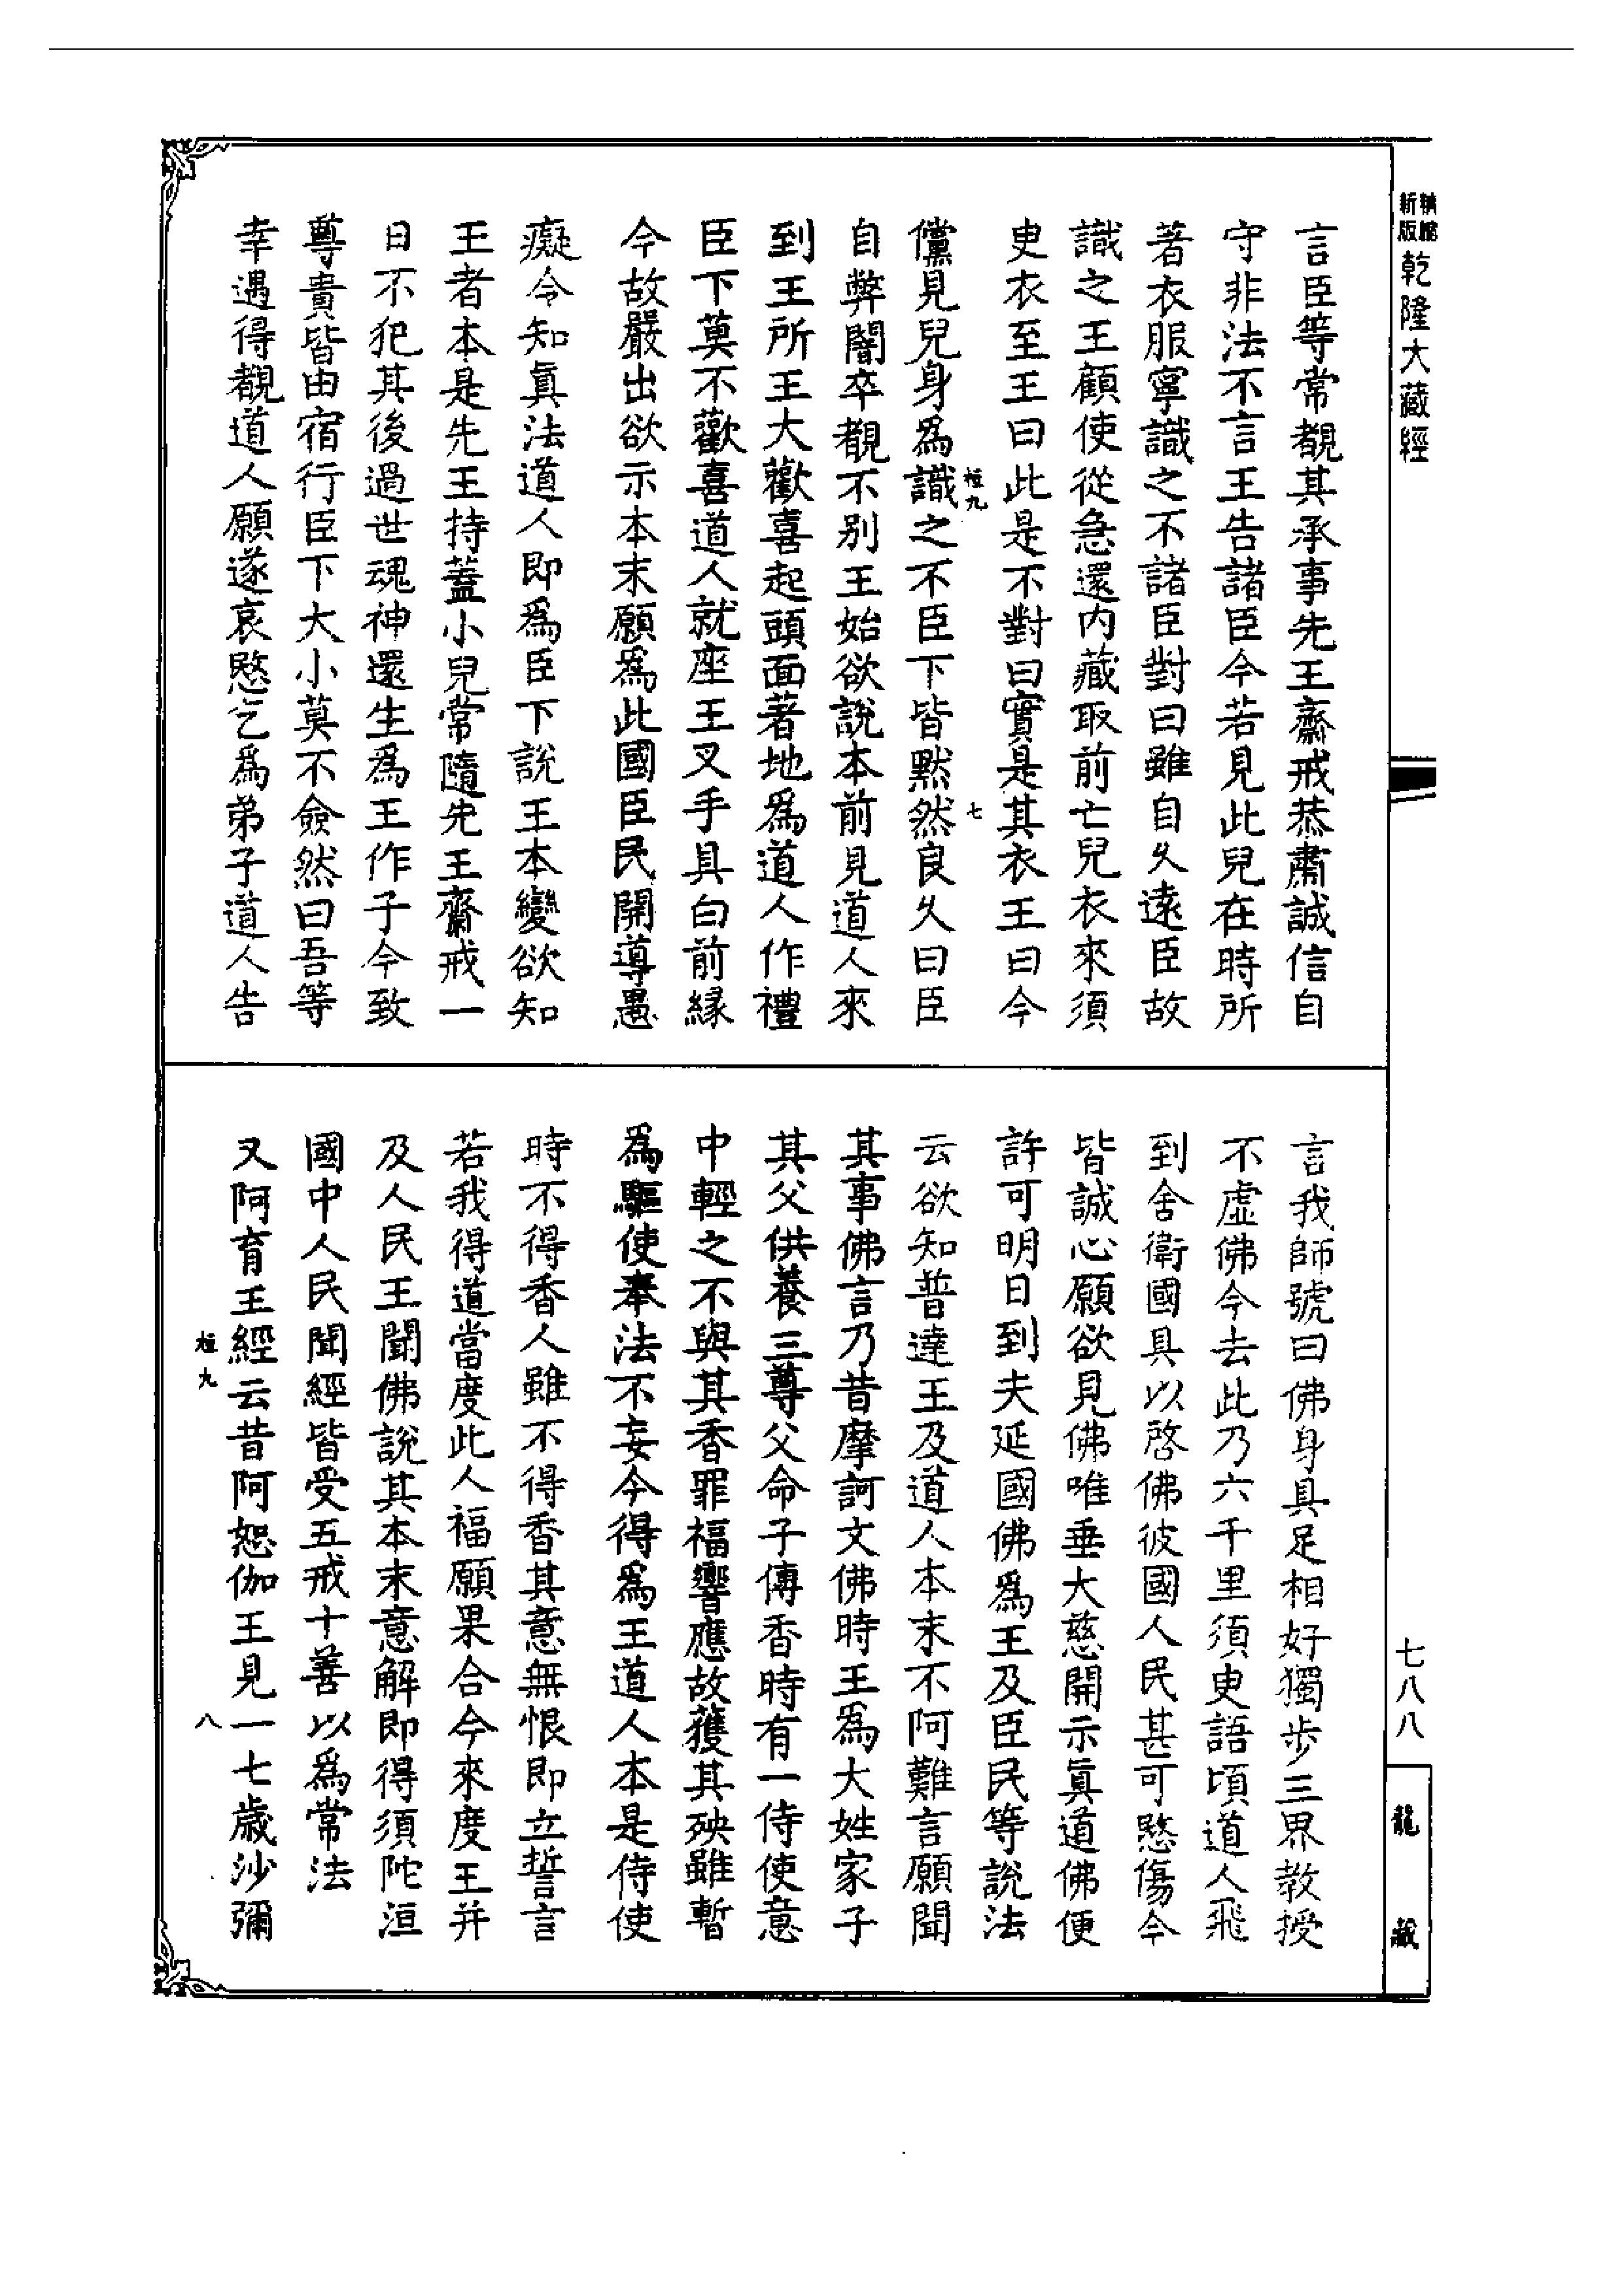 精縮
新版
乾隆大藏經
言臣等常覩其承事先王齋戒恭肅誠信自
守非法不言王告諸臣今若見此兒在時所
著衣服寧識之不諸臣對曰雖自久遠臣故
識之王顧使從急還內藏取前亡兒衣來須
臾衣至王曰此是不對曰實是其衣王曰今
儻見兒身為識之不臣下皆默然良久曰臣
桓九
七
自弊闇卒覩不別王始欲說本前見道人來
到王所王大歡喜起頭面著地為道人作禮
臣下莫不歡喜道人就座王叉手具白前緣
今故嚴出欲示本末願為此國臣民開導愚
癡令知真法道人即為臣下說王本變欲知
王者本是先王持蓋小兒常隨先王齋戒一
日不犯其後過世魂神還生為王作子今致
尊貴皆由宿行臣下大小莫不僉然曰吾等
幸遇得覩道人願遂哀愍乞為弟子道人告
言我師號曰佛身具足相好獨步三界教授
不虛佛今去此乃六千里須臾語頃道人飛
到舍衛國具以啓佛彼國人民甚可愍傷今
皆誠心願欲見佛唯垂大慈開示真道佛便
許可明日到夫延國佛為王及臣民等說法
云欲知普達王及道人本末不阿難言願聞
其事佛言乃昔摩訶文佛時王為大姓家子
其父供養三尊父命子傳香時有一侍使意
中輕之不與其香罪福響應故獲其殃雖暫
為驅使奉法不妄今得為王道人本是侍使
時不得香人雖不得香其意無恨即立誓言
若我得道當度此人福願果合今來度王并
及人民王聞佛說其本末意解即得須陀洹
國中人民聞經皆受五戒十善以為常法
又阿育王經云昔阿恕伽王見一七歲沙彌
桓九
八
七八八
龍藏